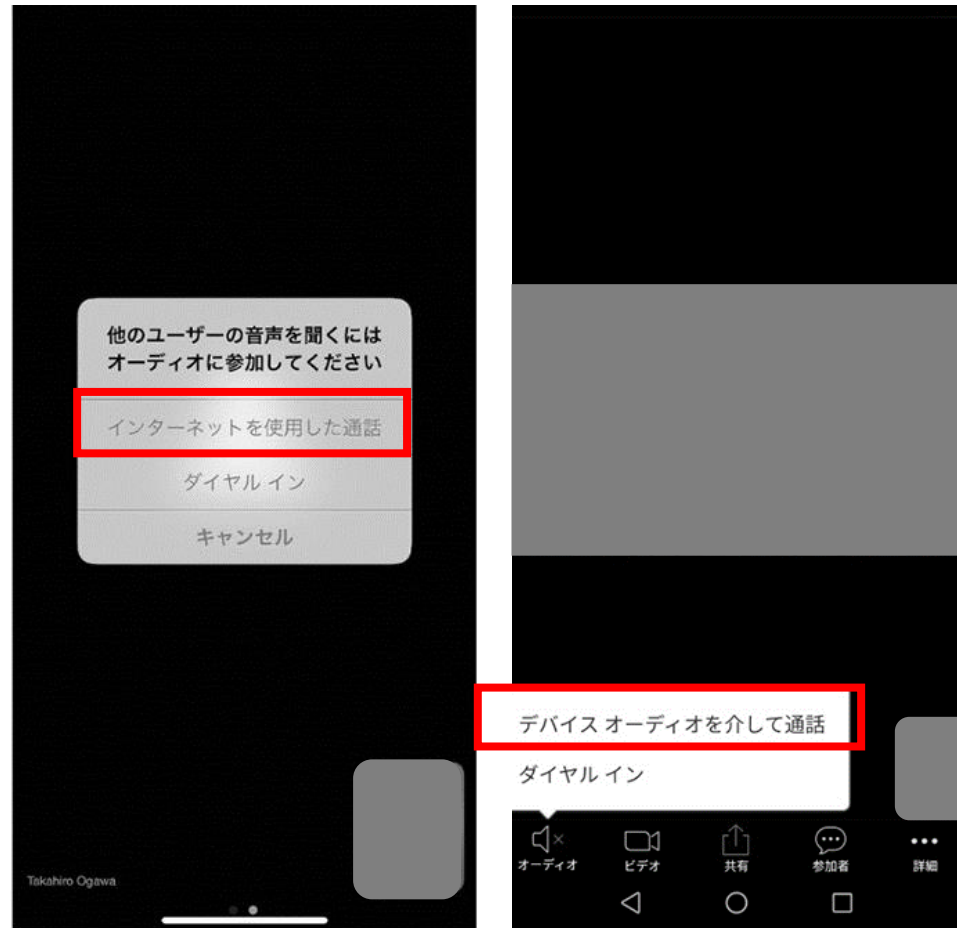 他のユーザーの音声を聞くには
オーディオに参加してください
インターネットを使用した通話
ダイヤル イン
キャンセル
Takahiro Ogawa
デバイス オーディオを介して通話
ダイヤル イン
オーディオ
ビデオ
共有
参加者
詳細